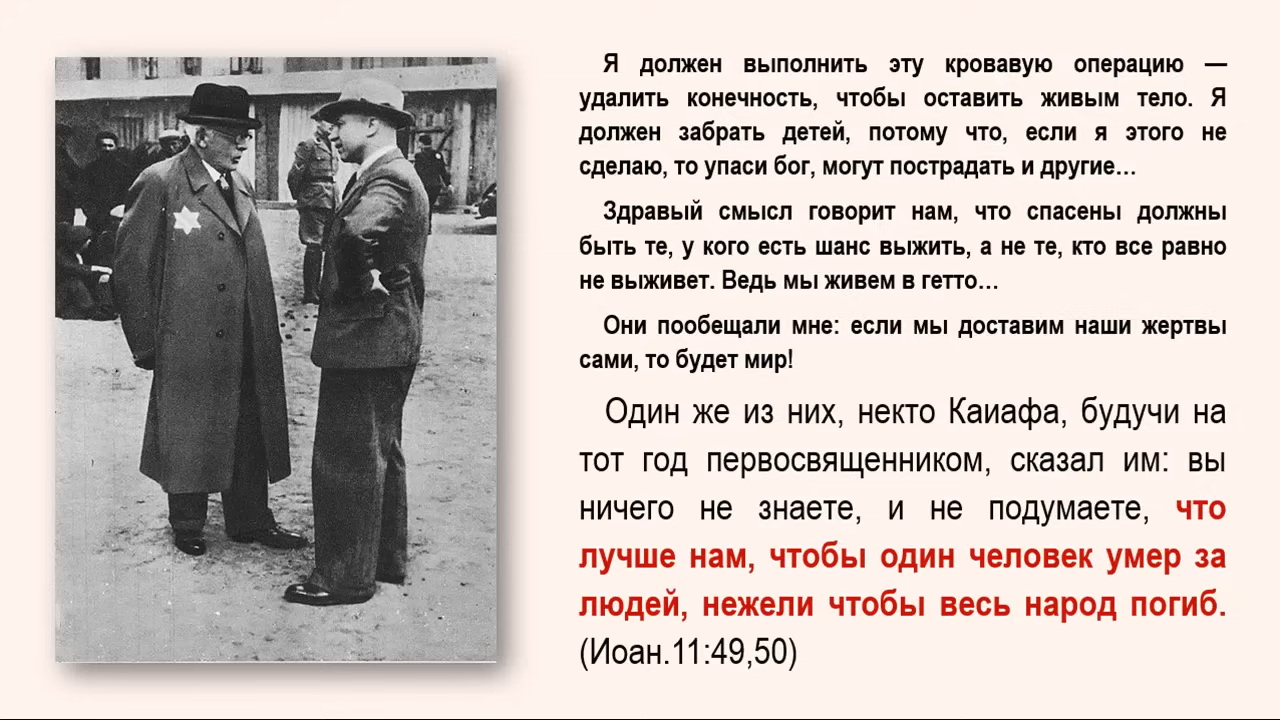 Я должен выполнить эту кровавую операцию —
удалить конечность, чтобы оставить живым тело. Я
должен забрать детей, потому что, если я этого не
сделаю, то упаси бог, могут пострадать и другие…
Здравый смысл говорит нам, что спасены должны
быть те, у кого есть шанс выжить, а не те, кто все равно
не выживет. Ведь мы живем в гетто…
Они пообещали мне: если мы доставим наши жертвы
сами, то будет мир!
Один же из них, некто Каиафа, будучи на
тот год первосвященником, сказал им: вы
ничего не знаете, и не подумаете, что
лучше нам, чтобы один человек умер за
людей, нежели чтобы весь народ погиб.
(Иоан.11:49,50)